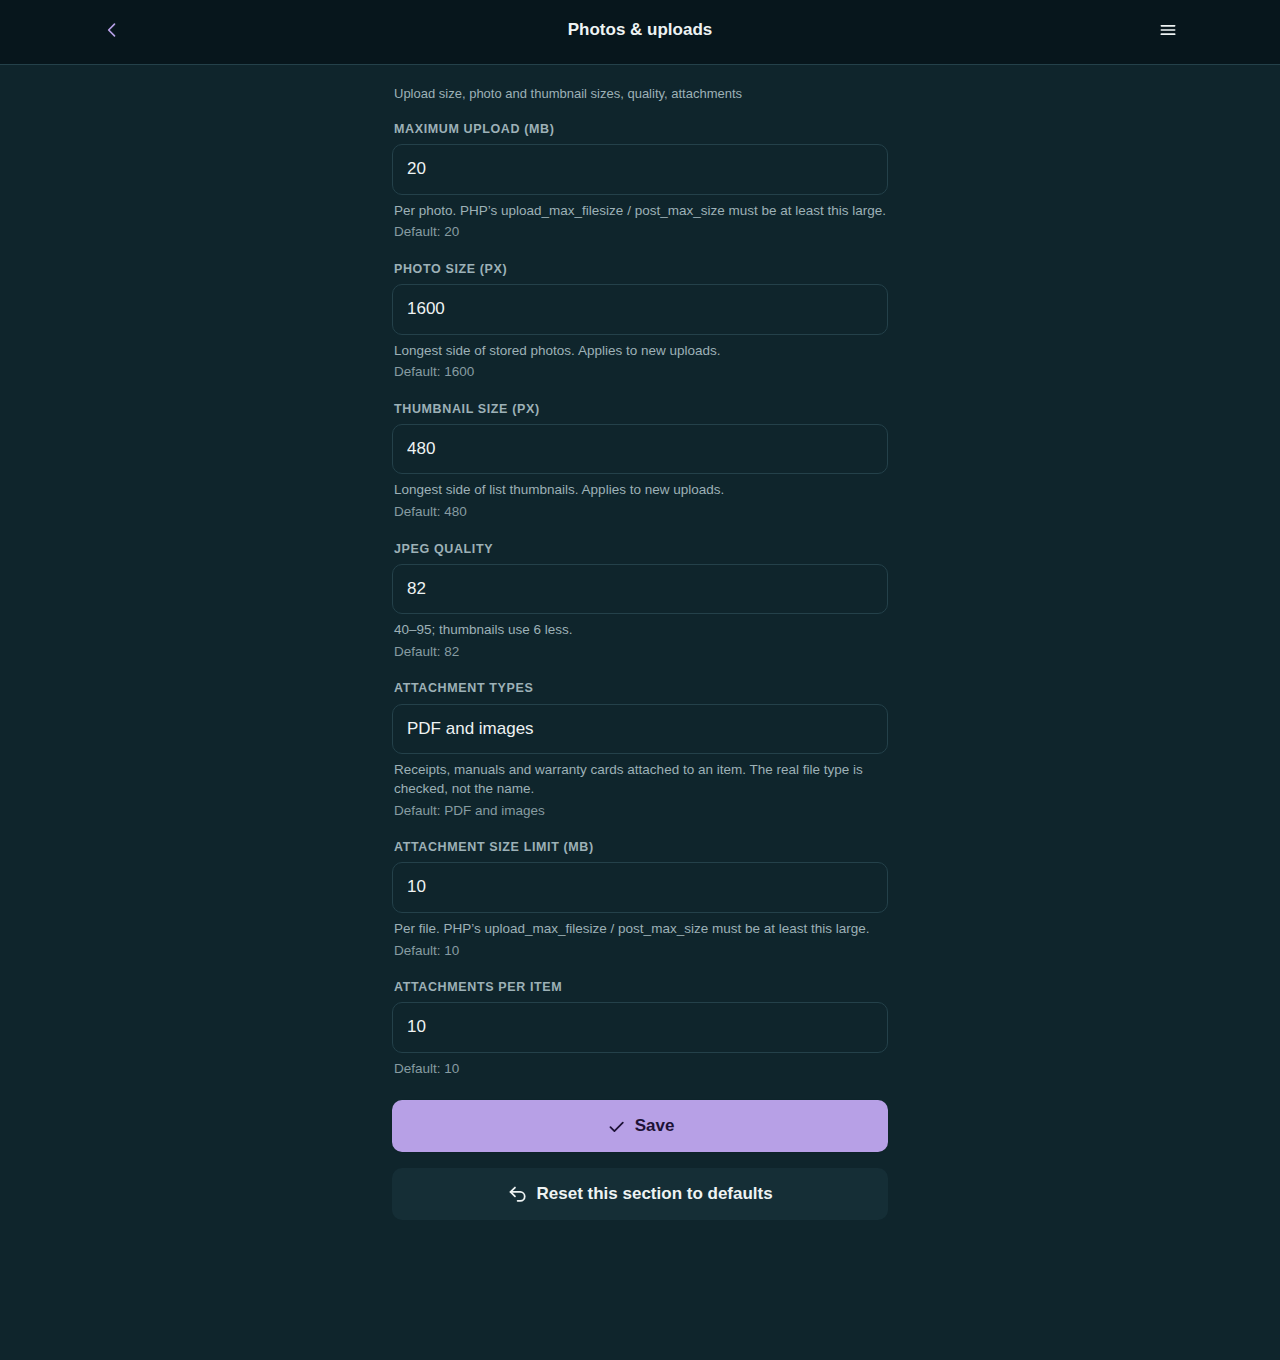 Photos & uploads
Upload size, photo and thumbnail sizes, quality, attachments
MAXIMUM UPLOAD (MB)
20
Per photo. PHP's upload_max_filesize / post_max_size must be at least this large.
Default: 20
PHOTO SIZE (PX)
1600
Longest side of stored photos. Applies to new uploads.
Default: 1600
THUMBNAIL SIZE (PX)
480
Longest side of list thumbnails. Applies to new uploads.
Default: 480
JPEG QUALITY
82
40–95; thumbnails use 6 less.
Default: 82
ATTACHMENT TYPES
PDF and images
Receipts, manuals and warranty cards attached to an item. The real file type is
checked, not the name.
Default: PDF and images
ATTACHMENT SIZE LIMIT (MB)
10
Per file. PHP’s upload_max_filesize / post_max_size must be at least this large.
Default: 10
ATTACHMENTS PER ITEM
10
Default: 10
Save
Reset this section to defaults